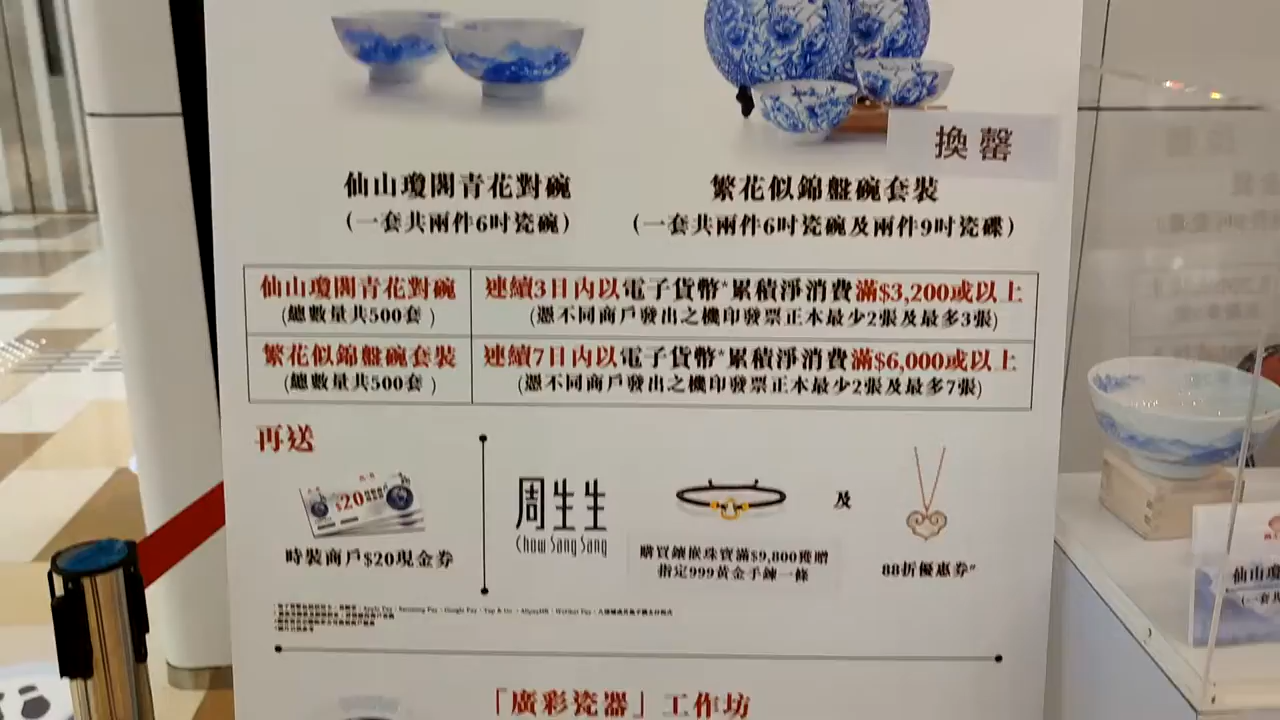 換罄
仙山瓊閣青花對碗
(一套共兩件6吋瓷碗)
繁花似錦盤碗套裝
(一套共兩件6吋瓷碗及兩件9吋瓷碟)
仙山瓊閣青花對碗
(總數量共500套)
連續3日內以電子貨幣*累積淨消費滿$3,200或以上
(憑不同商戶發出之機印發票正本最少2張及最多3張)
繁花似錦盤碗套裝
(總數量共500套)
連續7日內以電子貨幣*累積淨消費滿$6,000或以上
(憑不同商戶發出之機印發票正本最少2張及最多7張)
再送
$20
時裝商戶$20現金券
周生生
Chow Sang Sang
購買鑲嵌珠寶滿$9,800獲贈
指定999黃金手鍊一條
及
88折優惠券#
「廣彩瓷器」工作坊